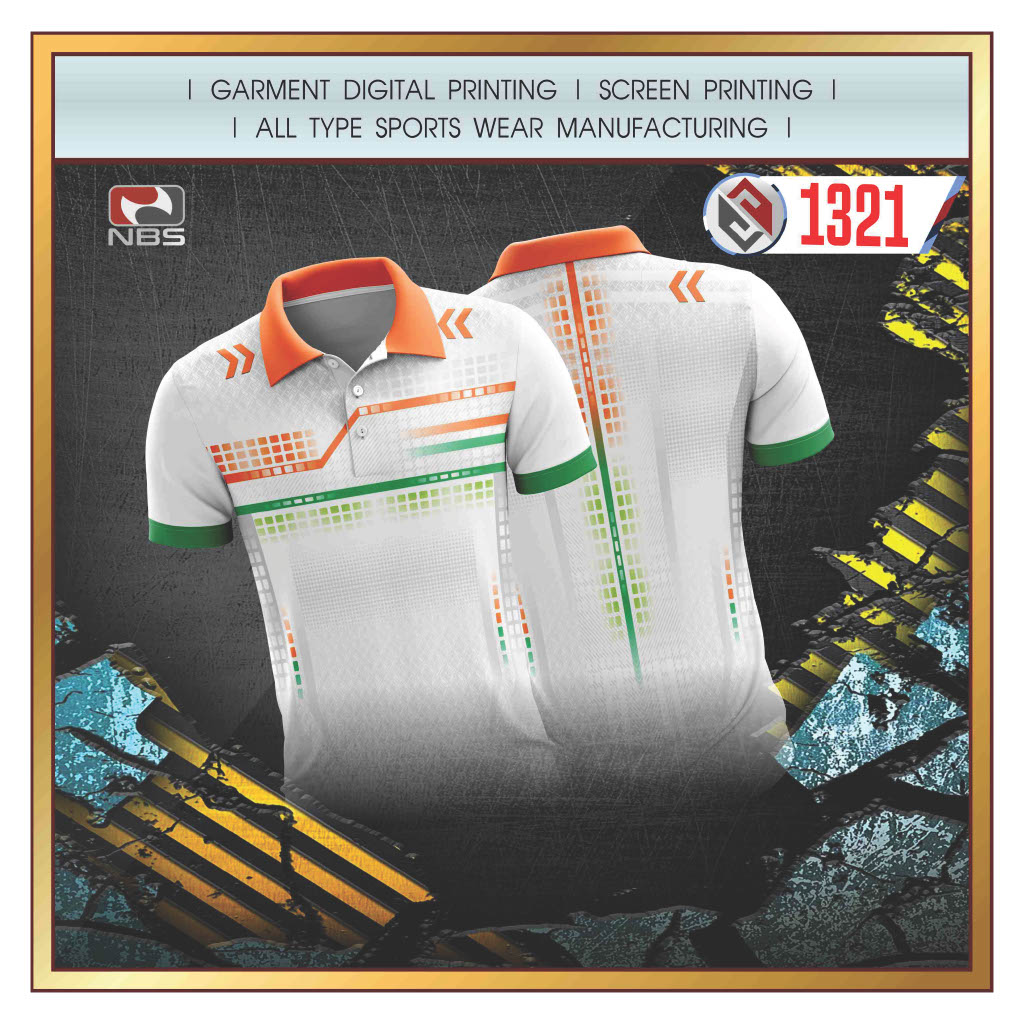 | GARMENT DIGITAL PRINTING | SCREEN PRINTING |
| ALL TYPE SPORTS WEAR MANUFACTURING |
NBS
1321